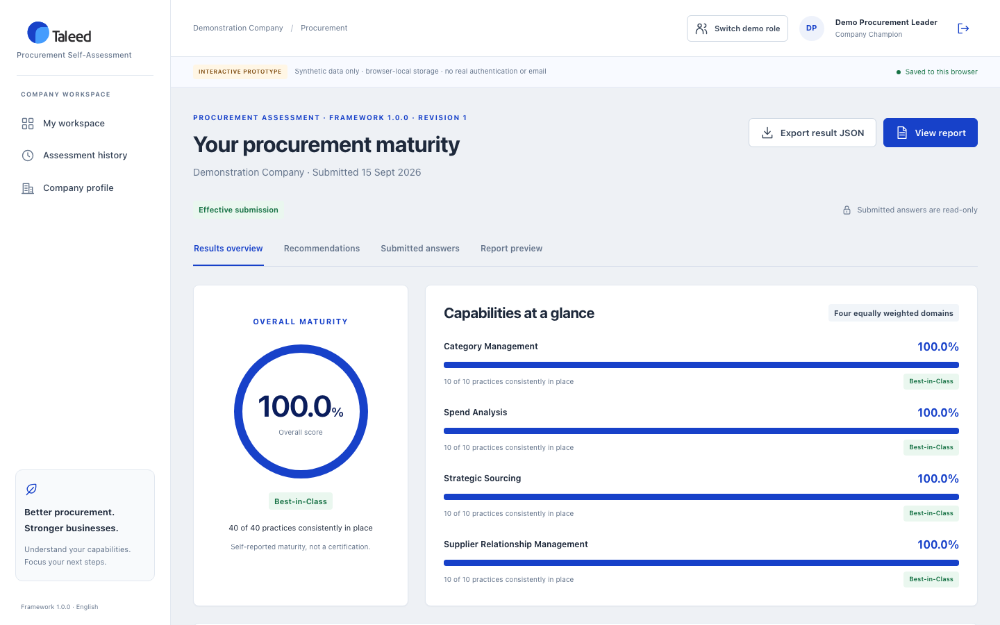 Taleed
Procurement Self-Assessment
COMPANY WORKSPACE
My workspace
Assessment history
Company profile
Better procurement.
Stronger businesses.
Understand your capabilities.
Focus your next steps.
Framework 1.0.0 · English
Demonstration Company / Procurement
Switch demo role
DP
Demo Procurement Leader
Company Champion
INTERACTIVE PROTOTYPE
Synthetic data only · browser-local storage · no real authentication or email
Saved to this browser
PROCUREMENT ASSESSMENT · FRAMEWORK 1.0.0 · REVISION 1
Your procurement maturity
Demonstration Company · Submitted 15 Sept 2026
Export result JSON
View report
Effective submission
Submitted answers are read-only
Results overview
Recommendations
Submitted answers
Report preview
OVERALL MATURITY
100.0%
Overall score
Best-in-Class
40 of 40 practices consistently in place
Self-reported maturity, not a certification.
Capabilities at a glance
Four equally weighted domains
Category Management
100.0%
10 of 10 practices consistently in place
Best-in-Class
Spend Analysis
100.0%
10 of 10 practices consistently in place
Best-in-Class
Strategic Sourcing
100.0%
10 of 10 practices consistently in place
Best-in-Class
Supplier Relationship Management
100.0%
10 of 10 practices consistently in place
Best-in-Class